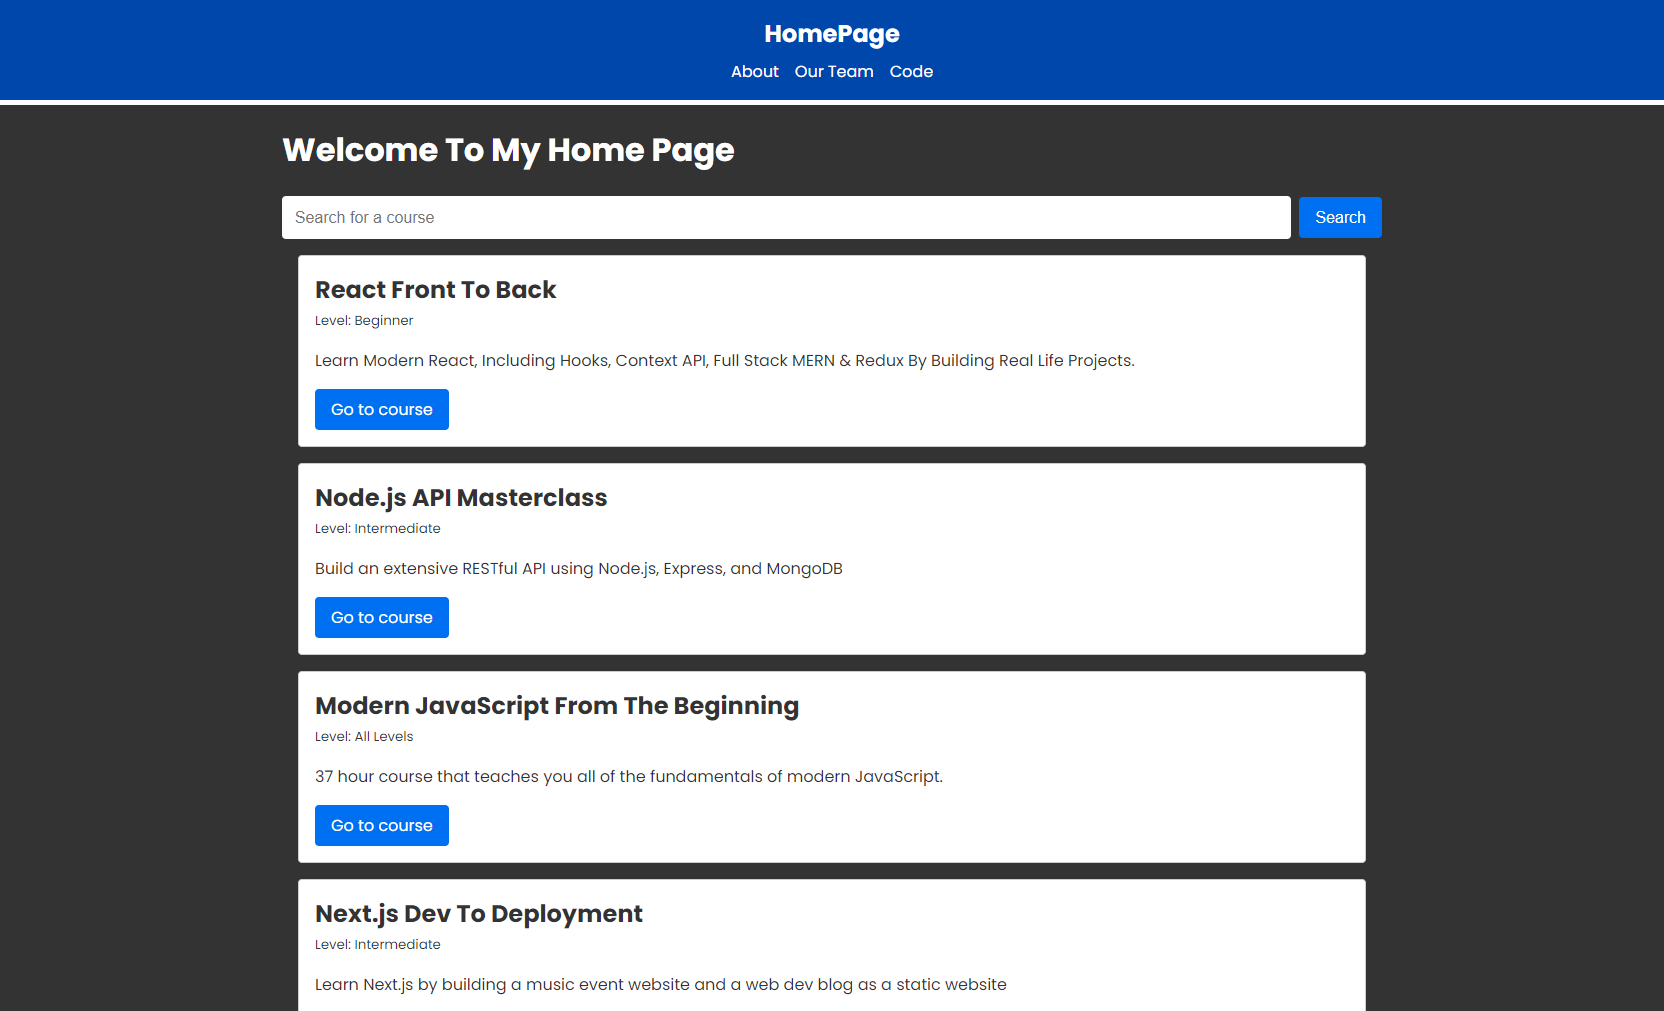 HomePage
About Our Team Code
Welcome To My Home Page
Search for a course Search
React Front To Back
Level: Beginner
Learn Modern React, Including Hooks, Context API, Full Stack MERN & Redux By Building Real Life Projects.
Go to course
Node.js API Masterclass
Level: Intermediate
Build an extensive RESTful API using Node.js, Express, and MongoDB
Go to course
Modern JavaScript From The Beginning
Level: All Levels
37 hour course that teaches you all of the fundamentals of modern JavaScript.
Go to course
Next.js Dev To Deployment
Level: Intermediate
Learn Next.js by building a music event website and a web dev blog as a static website